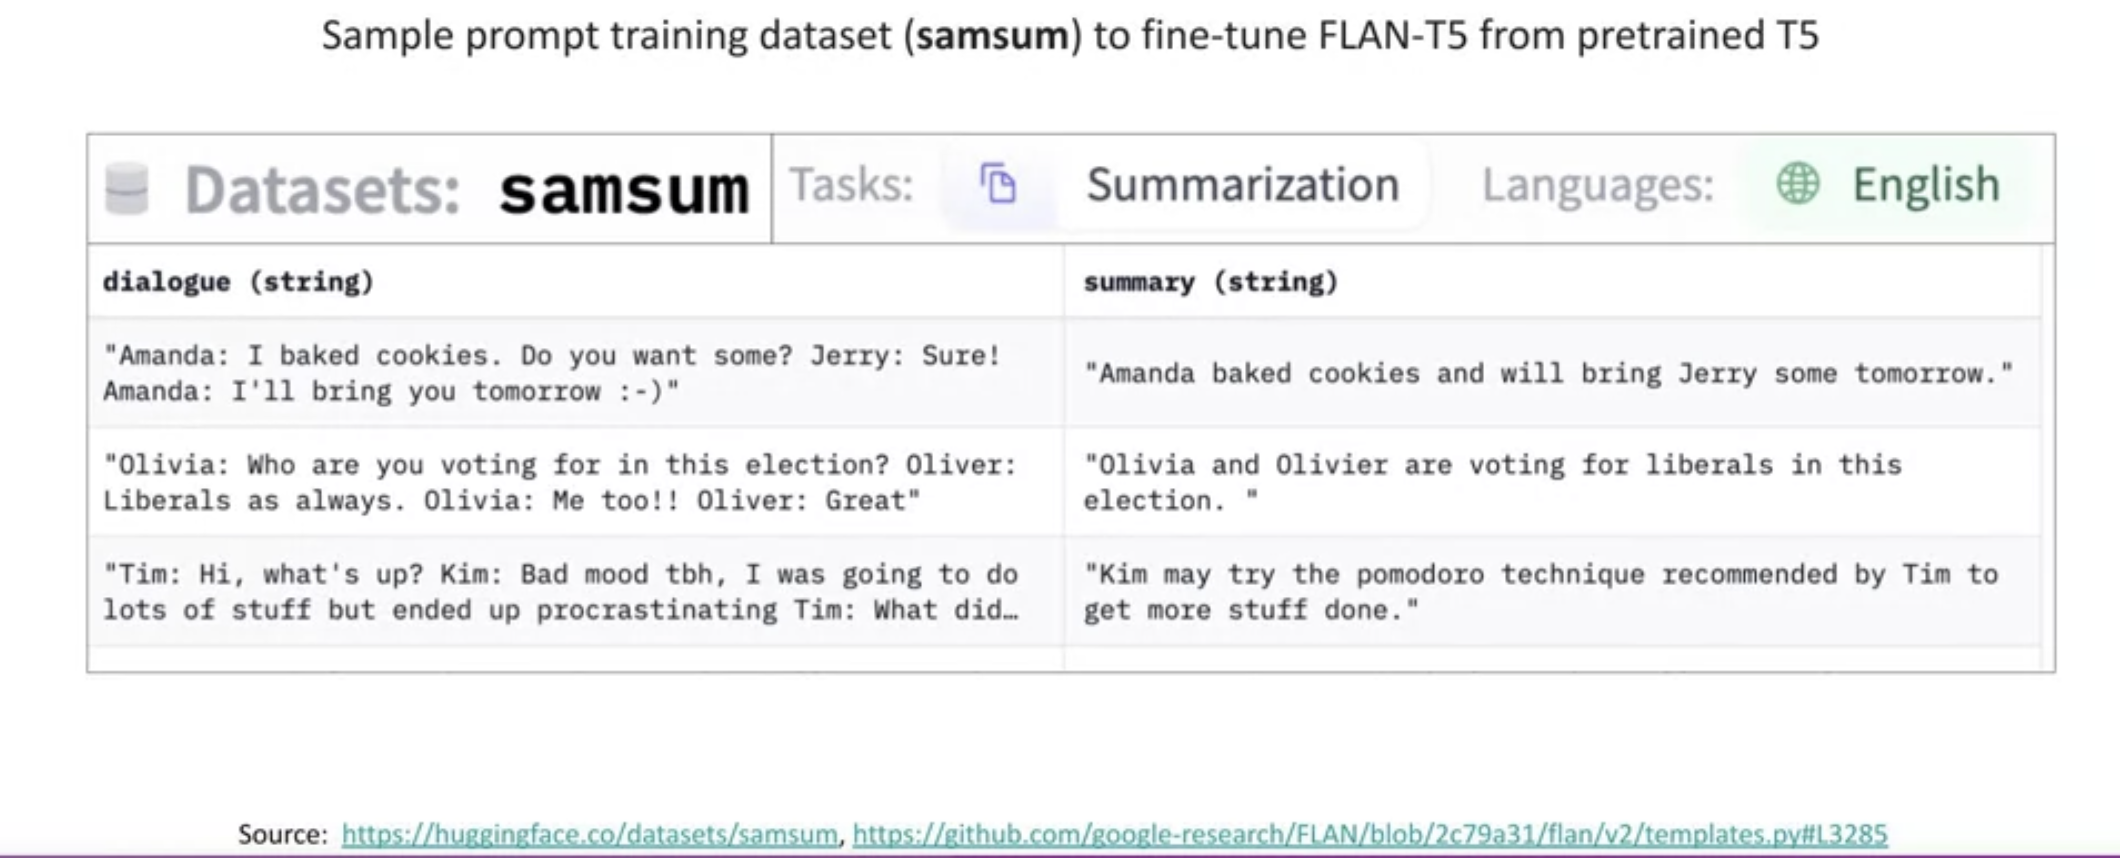 Sample prompt training dataset (samsum) to fine-tune FLAN-T5 from pretrained T5
Datasets: samsum Tasks: Summarization Languages: English
dialogue (string) summary (string)
"Amanda: I baked cookies. Do you want some? Jerry: Sure!
Amanda: I'll bring you tomorrow :-)"
"Amanda baked cookies and will bring Jerry some tomorrow."
"Olivia: Who are you voting for in this election? Oliver:
Liberals as always. Olivia: Me too!! Oliver: Great"
"Olivia and Olivier are voting for liberals in this
election. "
"Tim: Hi, what's up? Kim: Bad mood tbh, I was going to do
lots of stuff but ended up procrastinating Tim: What did…
"Kim may try the pomodoro technique recommended by Tim to
get more stuff done."
Source: https://huggingface.co/datasets/samsum, https://github.com/google-research/FLAN/blob/2c79a31/flan/v2/templates.py#L3285